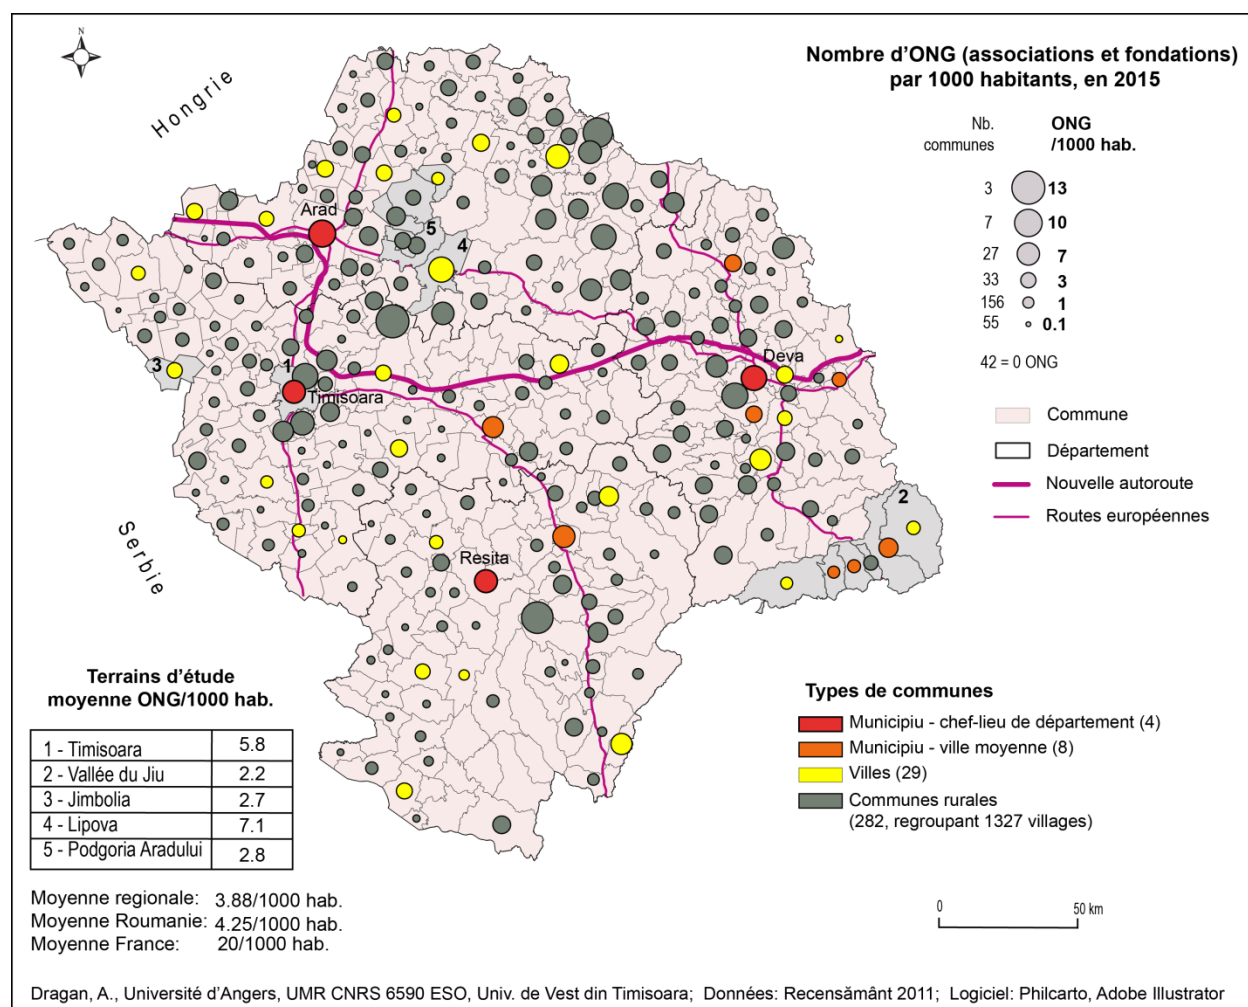 N
Hongrie
Serbie
Nombre d'ONG (associations et fondations)
par 1000 habitants, en 2015
Nb.
communes
ONG
/1000 hab.
3 13
7 10
27 7
33 3
156 1
55 0.1
42 = 0 ONG
Commune
Département
Nouvelle autoroute
Routes européennes
Arad
5
4
3
1
Timisoara
Deva
2
Resita
Terrains d'étude
moyenne ONG/1000 hab.
1 - Timisoara 5.8
2 - Vallée du Jiu 2.2
3 - Jimbolia 2.7
4 - Lipova 7.1
5 - Podgoria Aradului 2.8
Moyenne regionale: 3.88/1000 hab.
Moyenne Roumanie: 4.25/1000 hab.
Moyenne France: 20/1000 hab.
Types de communes
Municipiu - chef-lieu de département (4)
Municipiu - ville moyenne (8)
Villes (29)
Communes rurales
(282, regroupant 1327 villages)
0 50 km
Dragan, A., Université d'Angers, UMR CNRS 6590 ESO, Univ. de Vest din Timisoara; Données: Recensământ 2011; Logiciel: Philcarto, Adobe Illustrator